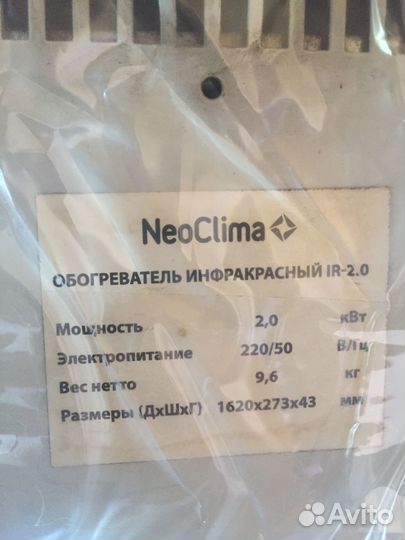 NeoClima
ОБОГРЕВАТЕЛЬ ИНФРАКРАСНЫЙ IR-2.0
Мощность 2,0 кВт
Электропитание 220/50 В/Гц
Вес нетто 9,6 кг
Размеры (ДхШхГ) 1620x273x43 мм
Avito